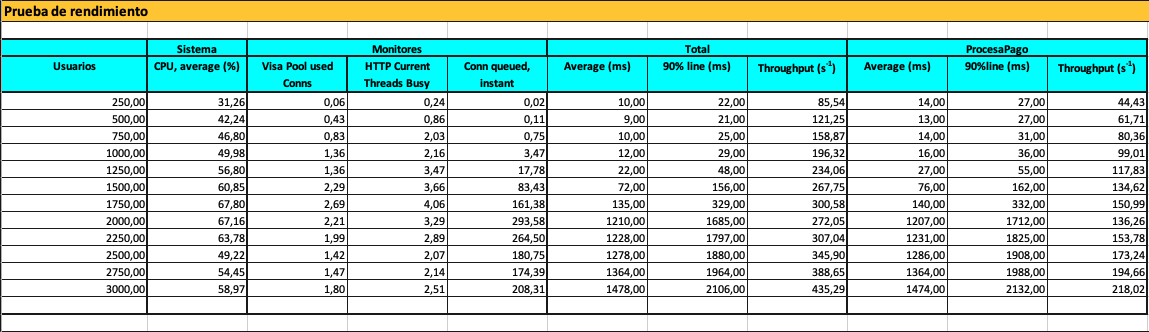 Prueba de rendimiento
Sistema Monitores Total ProcesaPago
Usuarios CPU, average (%) Visa Pool used Conns HTTP Current Threads Busy Conn queued, instant Average (ms) 90% line (ms) Throughput (s⁻¹) Average (ms) 90%line (ms) Throughput (s⁻¹)
250,00 31,26 0,06 0,24 0,02 10,00 22,00 85,54 14,00 27,00 44,43
500,00 42,24 0,43 0,86 0,11 9,00 21,00 121,25 13,00 27,00 61,71
750,00 46,80 0,83 2,03 0,75 10,00 25,00 158,87 14,00 31,00 80,36
1000,00 49,98 1,36 2,16 3,47 12,00 29,00 196,32 16,00 36,00 99,01
1250,00 56,80 1,36 3,47 17,78 22,00 48,00 234,06 27,00 55,00 117,83
1500,00 60,85 2,29 3,66 83,43 72,00 156,00 267,75 76,00 162,00 134,62
1750,00 67,80 2,69 4,06 161,38 135,00 329,00 300,58 140,00 332,00 150,99
2000,00 67,16 2,21 3,29 293,58 1210,00 1685,00 272,05 1207,00 1712,00 136,26
2250,00 63,78 1,99 2,89 264,50 1228,00 1797,00 307,04 1231,00 1825,00 153,78
2500,00 49,22 1,42 2,07 180,75 1278,00 1880,00 345,90 1286,00 1908,00 173,24
2750,00 54,45 1,47 2,14 174,39 1364,00 1964,00 388,65 1364,00 1988,00 194,66
3000,00 58,97 1,80 2,51 208,31 1478,00 2106,00 435,29 1474,00 2132,00 218,02